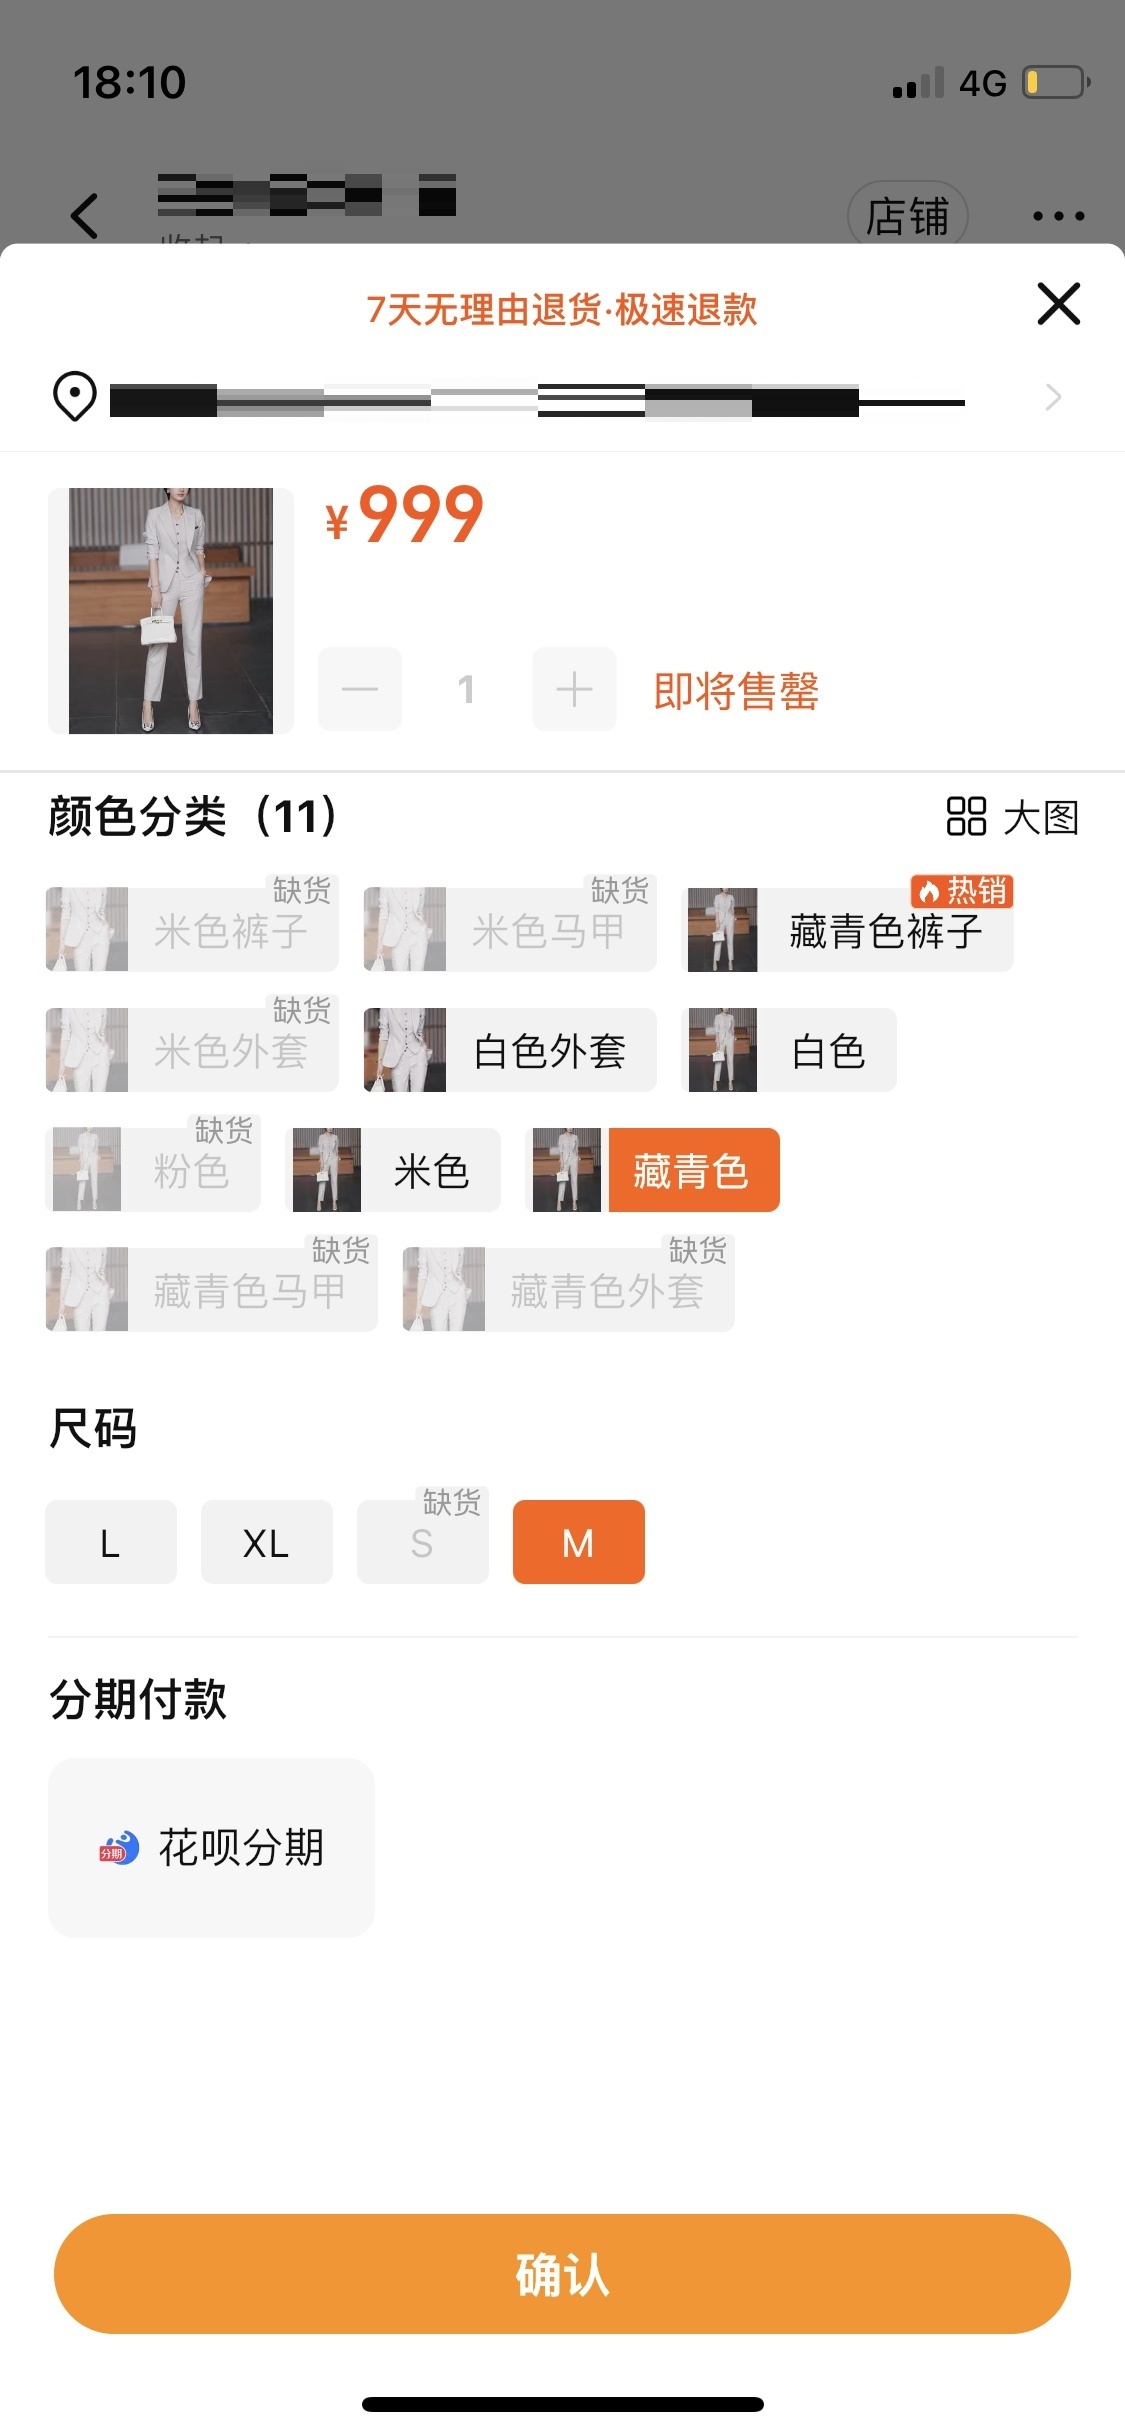 18:10
4G
店铺
7天无理由退货·极速退款
¥999
1
即将售罄
颜色分类（11）
大图
缺货
米色裤子
缺货
米色马甲
热销
藏青色裤子
缺货
米色外套
白色外套
白色
缺货
粉色
米色
藏青色
缺货
藏青色马甲
缺货
藏青色外套
尺码
L
XL
缺货
S
M
分期付款
分期
花呗分期
确认